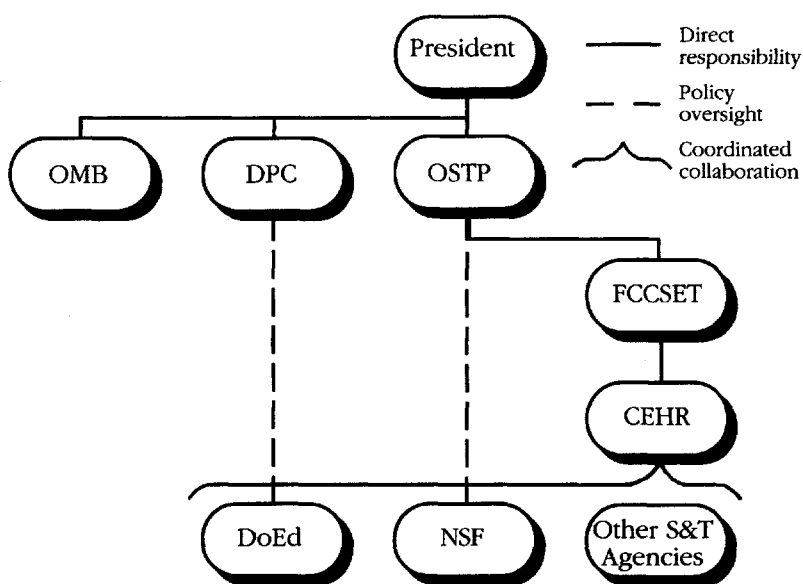 President
Direct
responsibility
Policy
oversight
Coordinated
collaboration
OMB
DPC
OSTP
FCCSET
CEHR
DoEd
NSF
Other S&T
Agencies